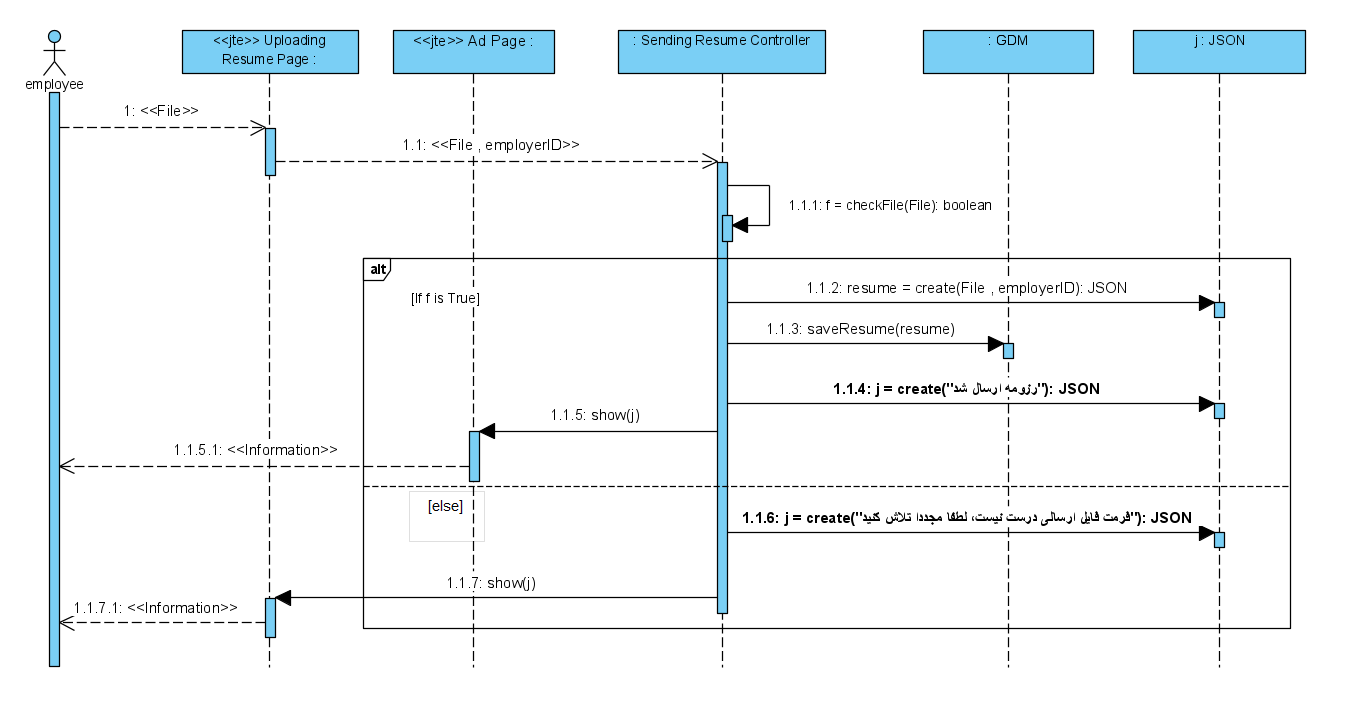 <<jte>> Uploading
Resume Page :
<<jte>> Ad Page :
: Sending Resume Controller
: GDM
j : JSON
employee
1: <<File>>
1.1: <<File , employerID>>
1.1.1: f = checkFile(File): boolean
alt
[If f is True]
1.1.2: resume = create(File , employerID): JSON
1.1.3: saveResume(resume)
1.1.4: j = create("رزومه ارسال شد"): JSON
1.1.5: show(j)
1.1.5.1: <<Information>>
[else]
1.1.6: j = create("فرمت فایل ارسالی درست نیست، لطفا مجددا تلاش کنید"): JSON
1.1.7: show(j)
1.1.7.1: <<Information>>